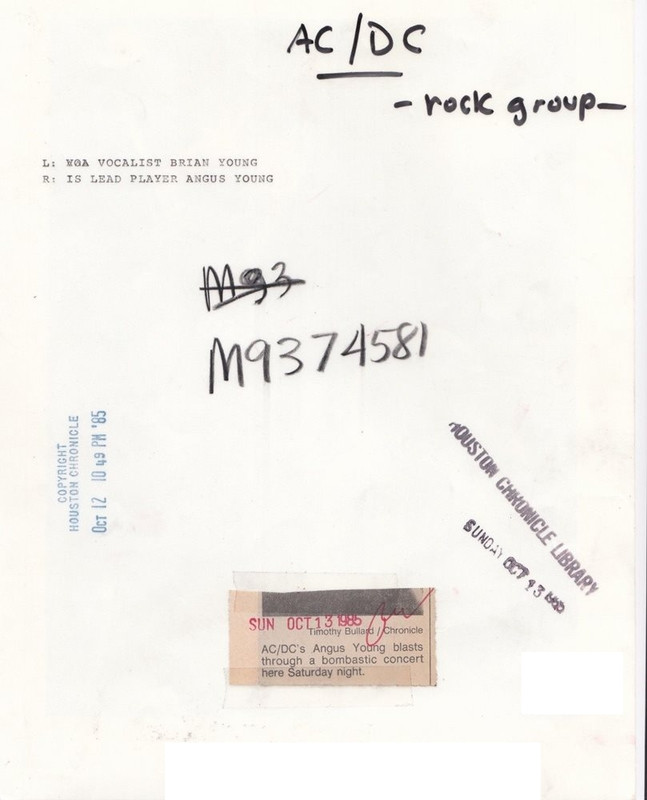 AC/DC
- rock group -
L: VOCALIST BRIAN YOUNG
R: IS LEAD PLAYER ANGUS YOUNG
M93
M9374581
COPYRIGHT
HOUSTON CHRONICLE
OCT 12 10 49 PM '85
HOUSTON CHRONICLE LIBRARY
SUNDAY OCT 13 1985
SUN OCT 13 1985
Timothy Bullard / Chronicle
AC/DC's Angus Young blasts
through a bombastic concert
here Saturday night.